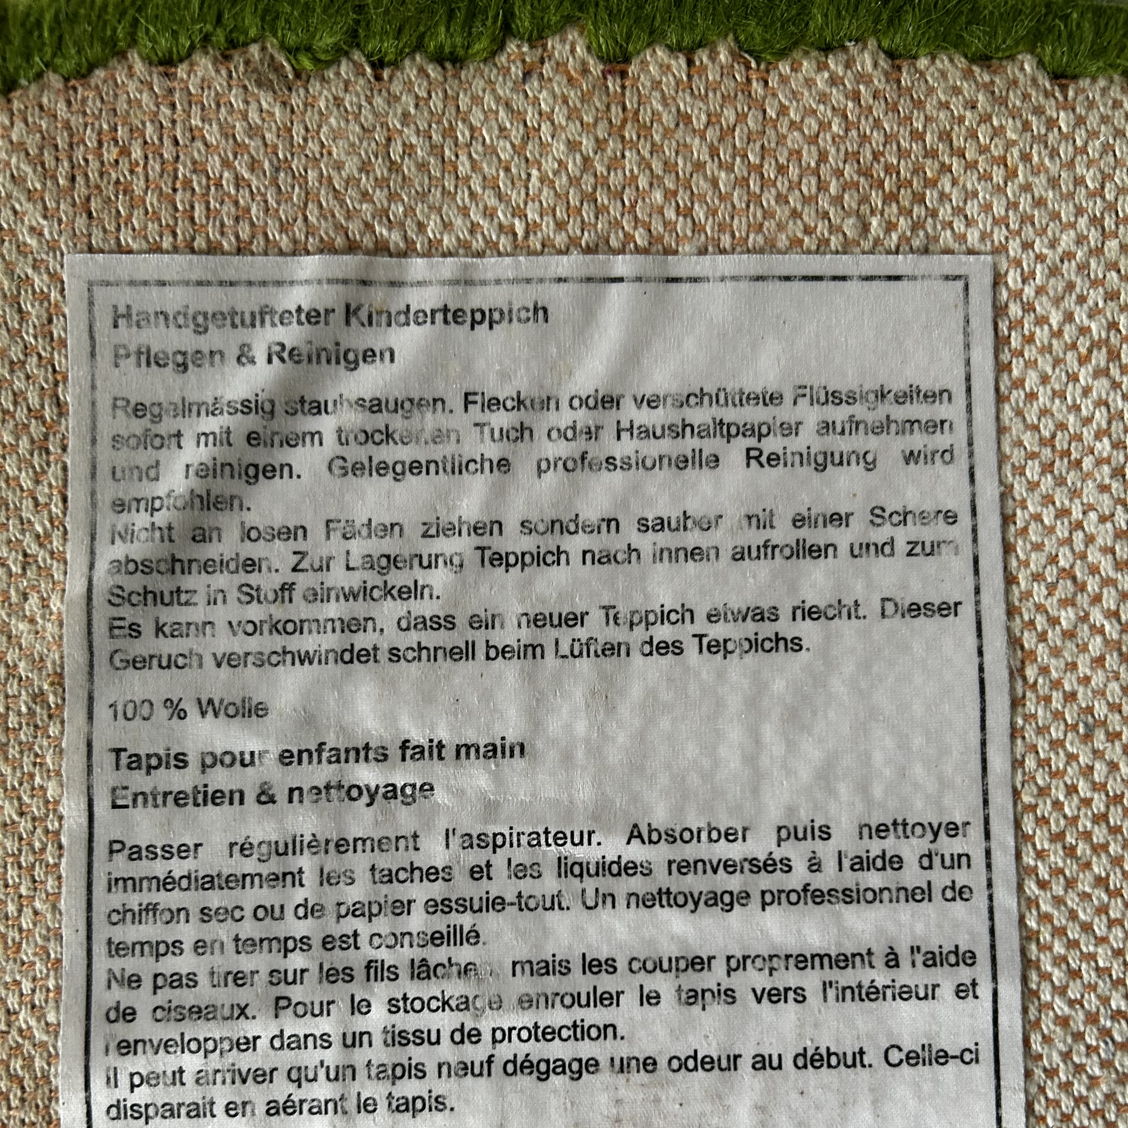 Handgetufteter Kinderteppich
Pflegen & Reinigen
Regelmässig staubsaugen. Flecken oder verschüttete Flüssigkeiten
sofort mit einem trockenen Tuch oder Haushaltpapier aufnehmen
und reinigen. Gelegentliche professionelle Reinigung wird
empfohlen.
Nicht an losen Fäden ziehen sondern sauber mit einer Schere
abschneiden. Zur Lagerung Teppich nach innen aufrollen und zum
Schutz in Stoff einwickeln.
Es kann vorkommen, dass ein neuer Teppich etwas riecht. Dieser
Geruch verschwindet schnell beim Lüften des Teppichs.
100 % Wolle
Tapis pour enfants fait main
Entretien & nettoyage
Passer régulièrement l'aspirateur. Absorber puis nettoyer
immédiatement les taches et les liquides renversés à l'aide d'un
chiffon sec ou de papier essuie-tout. Un nettoyage professionnel de
temps en temps est conseillé.
Ne pas tirer sur les fils lâches, mais les couper proprement à l'aide
de ciseaux. Pour le stockage enrouler le tapis vers l'intérieur et
l'envelopper dans un tissu de protection.
Il peut arriver qu'un tapis neuf dégage une odeur au début. Celle-ci
disparait en aérant le tapis.